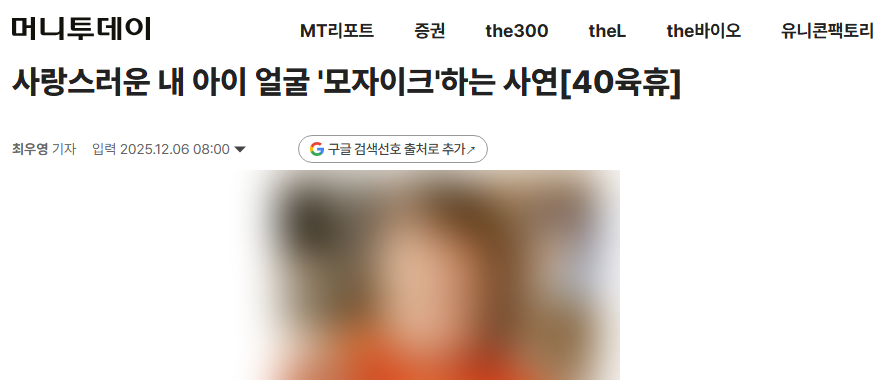 머니투데이 MT리포트 증권 the300 theL the바이오 유니콘팩토리
사랑스러운 내 아이 얼굴 '모자이크'하는 사연[40육휴]
최우영 기자 입력 2025.12.06 08:00 구글 검색선호 출처로 추가↗